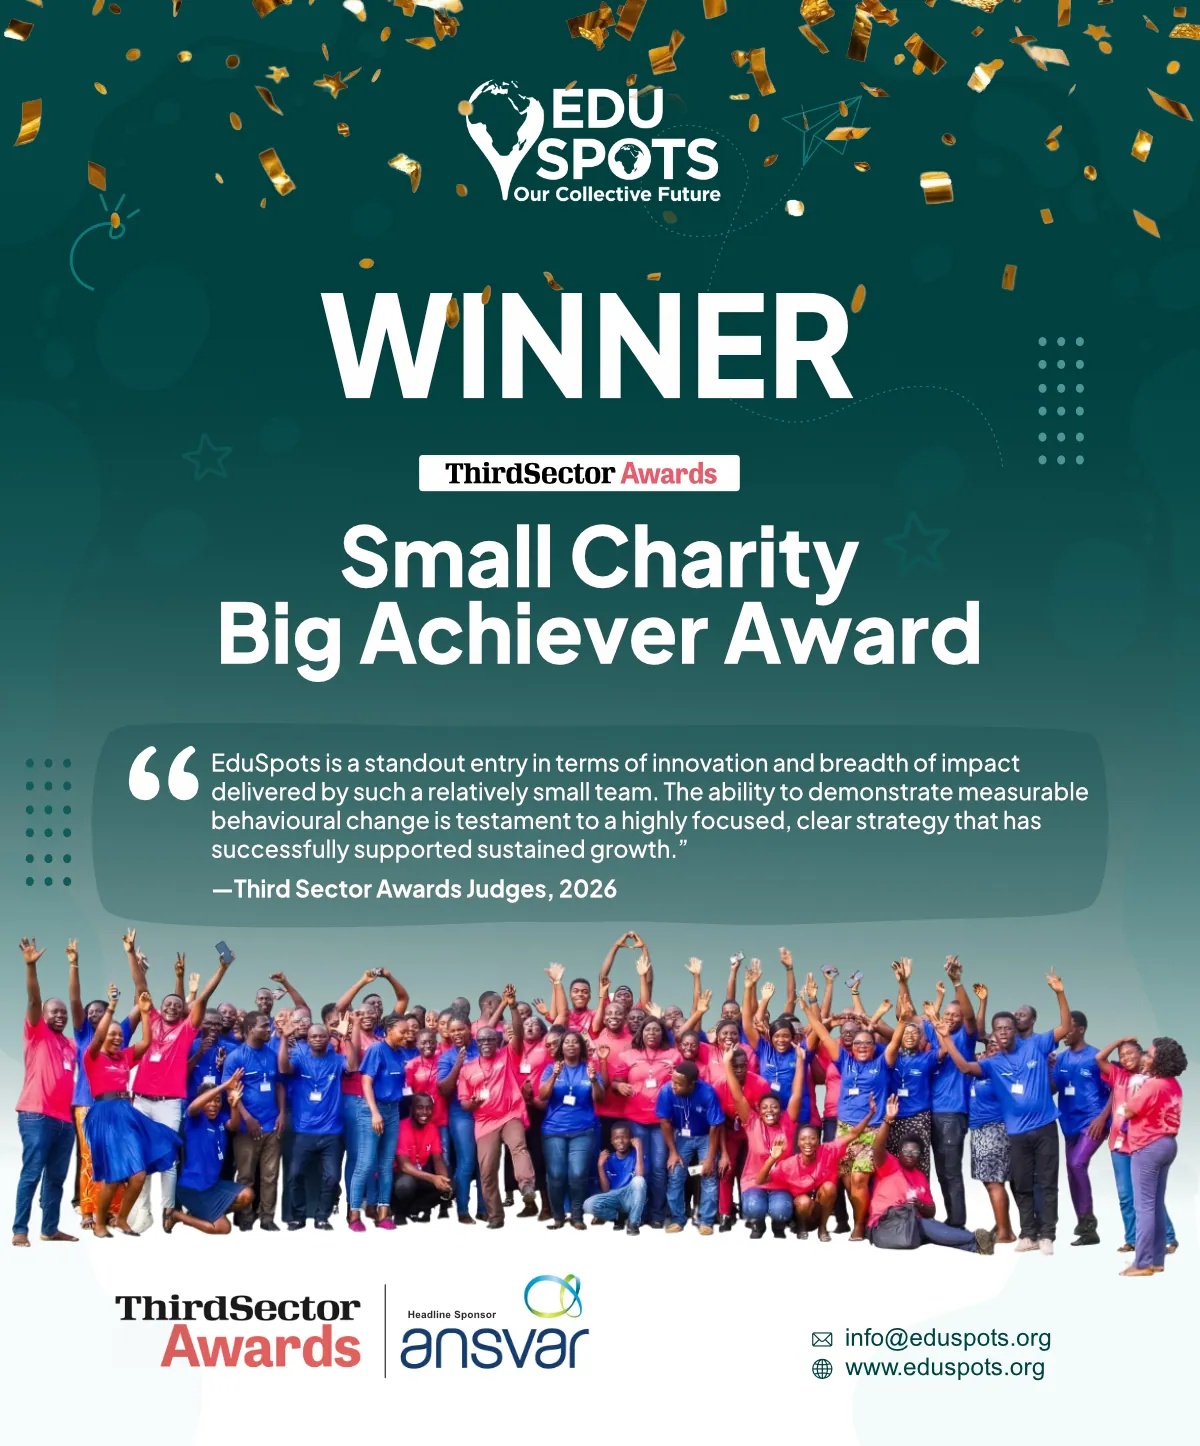 EDU
SPOTS
Our Collective Future
WINNER
ThirdSector Awards
Small Charity
Big Achiever Award
“ EduSpots is a standout entry in terms of innovation and breadth of impact
delivered by such a relatively small team. The ability to demonstrate measurable
behavioural change is testament to a highly focused, clear strategy that has
successfully supported sustained growth.”
—Third Sector Awards Judges, 2026
ThirdSector
Awards
Headline Sponsor
ansvar
info@eduspots.org
www.eduspots.org